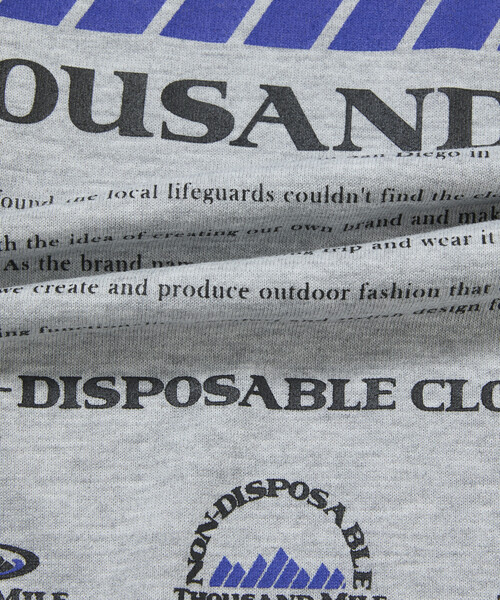 OUSAND
San Diego in
found the local lifeguards couldn't find the
the idea of creating our own brand and
As the brand trip and wear it
we create and produce outdoor fashion that
design
-DISPOSABLE CLO
NON-DISPOSABLE
THOUSAND MILE
MILE